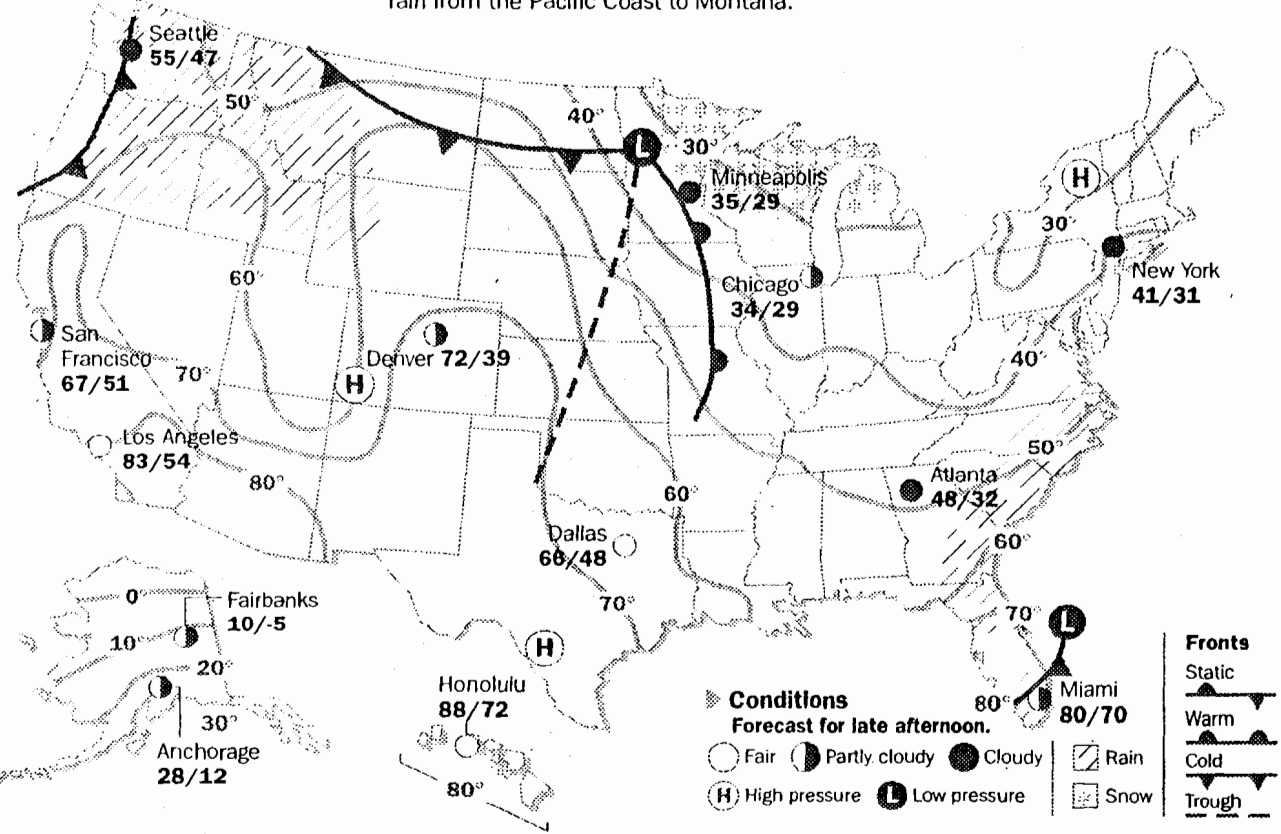 rain from the Pacific Coast to Montana.
Seattle
55/47
50°
40°
L
30°
Minneapolis
35/29
H
30°
New York
41/31
60°
Chicago
34/29
San
Francisco
67/51
Denver 72/39
70°
H
40°
Los Angeles
83/54
80°
50°
Atlanta
48/32
60°
Dallas
66/48
60°
0°
Fairbanks
10/-5
10°
20°
70°
70°
L
H
30°
Anchorage
28/12
Honolulu
88/72
80°
80°
Miami
80/70
Conditions
Forecast for late afternoon.
Fair Partly cloudy Cloudy
H High pressure L Low pressure
Rain
Snow
Fronts
Static
Warm
Cold
Trough